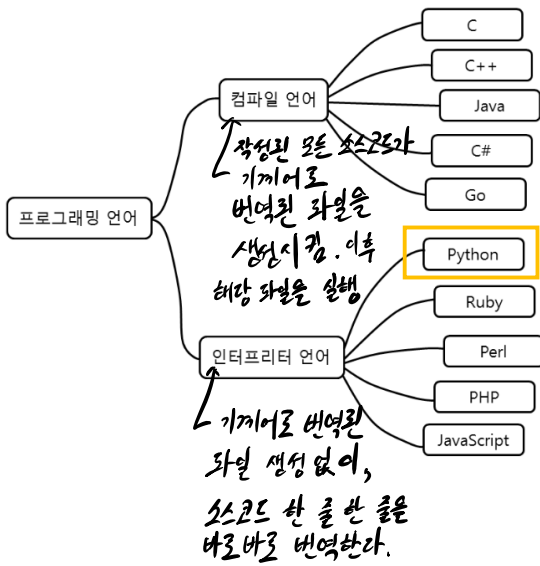 프로그래밍 언어
컴파일 언어
C
C++
Java
C#
Go
작성된 모든 소스코드가
기계어로
번역된 파일을
생성시킴. 이후
해당 파일을 실행
인터프리터 언어
Python
Ruby
Perl
PHP
JavaScript
기계어로 번역된
파일 생성 없이,
소스코드 한 줄 한 줄을
바로바로 번역한다.